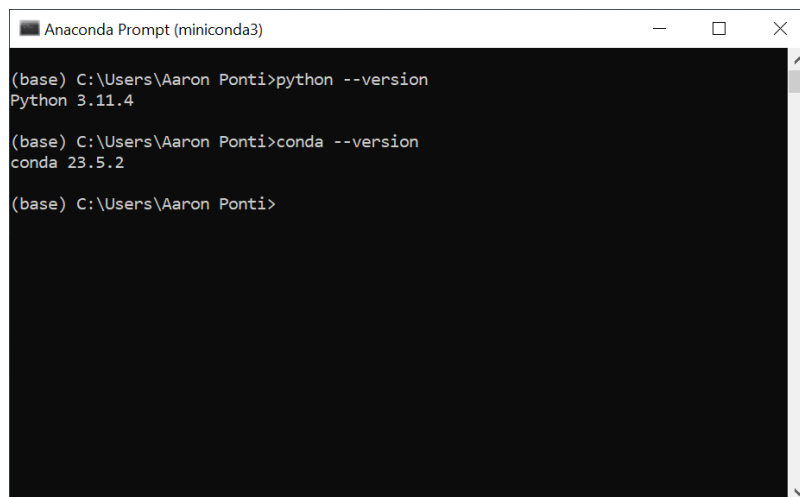 Anaconda Prompt (miniconda3)
(base) C:\Users\Aaron Ponti>python --version
Python 3.11.4
(base) C:\Users\Aaron Ponti>conda --version
conda 23.5.2
(base) C:\Users\Aaron Ponti>